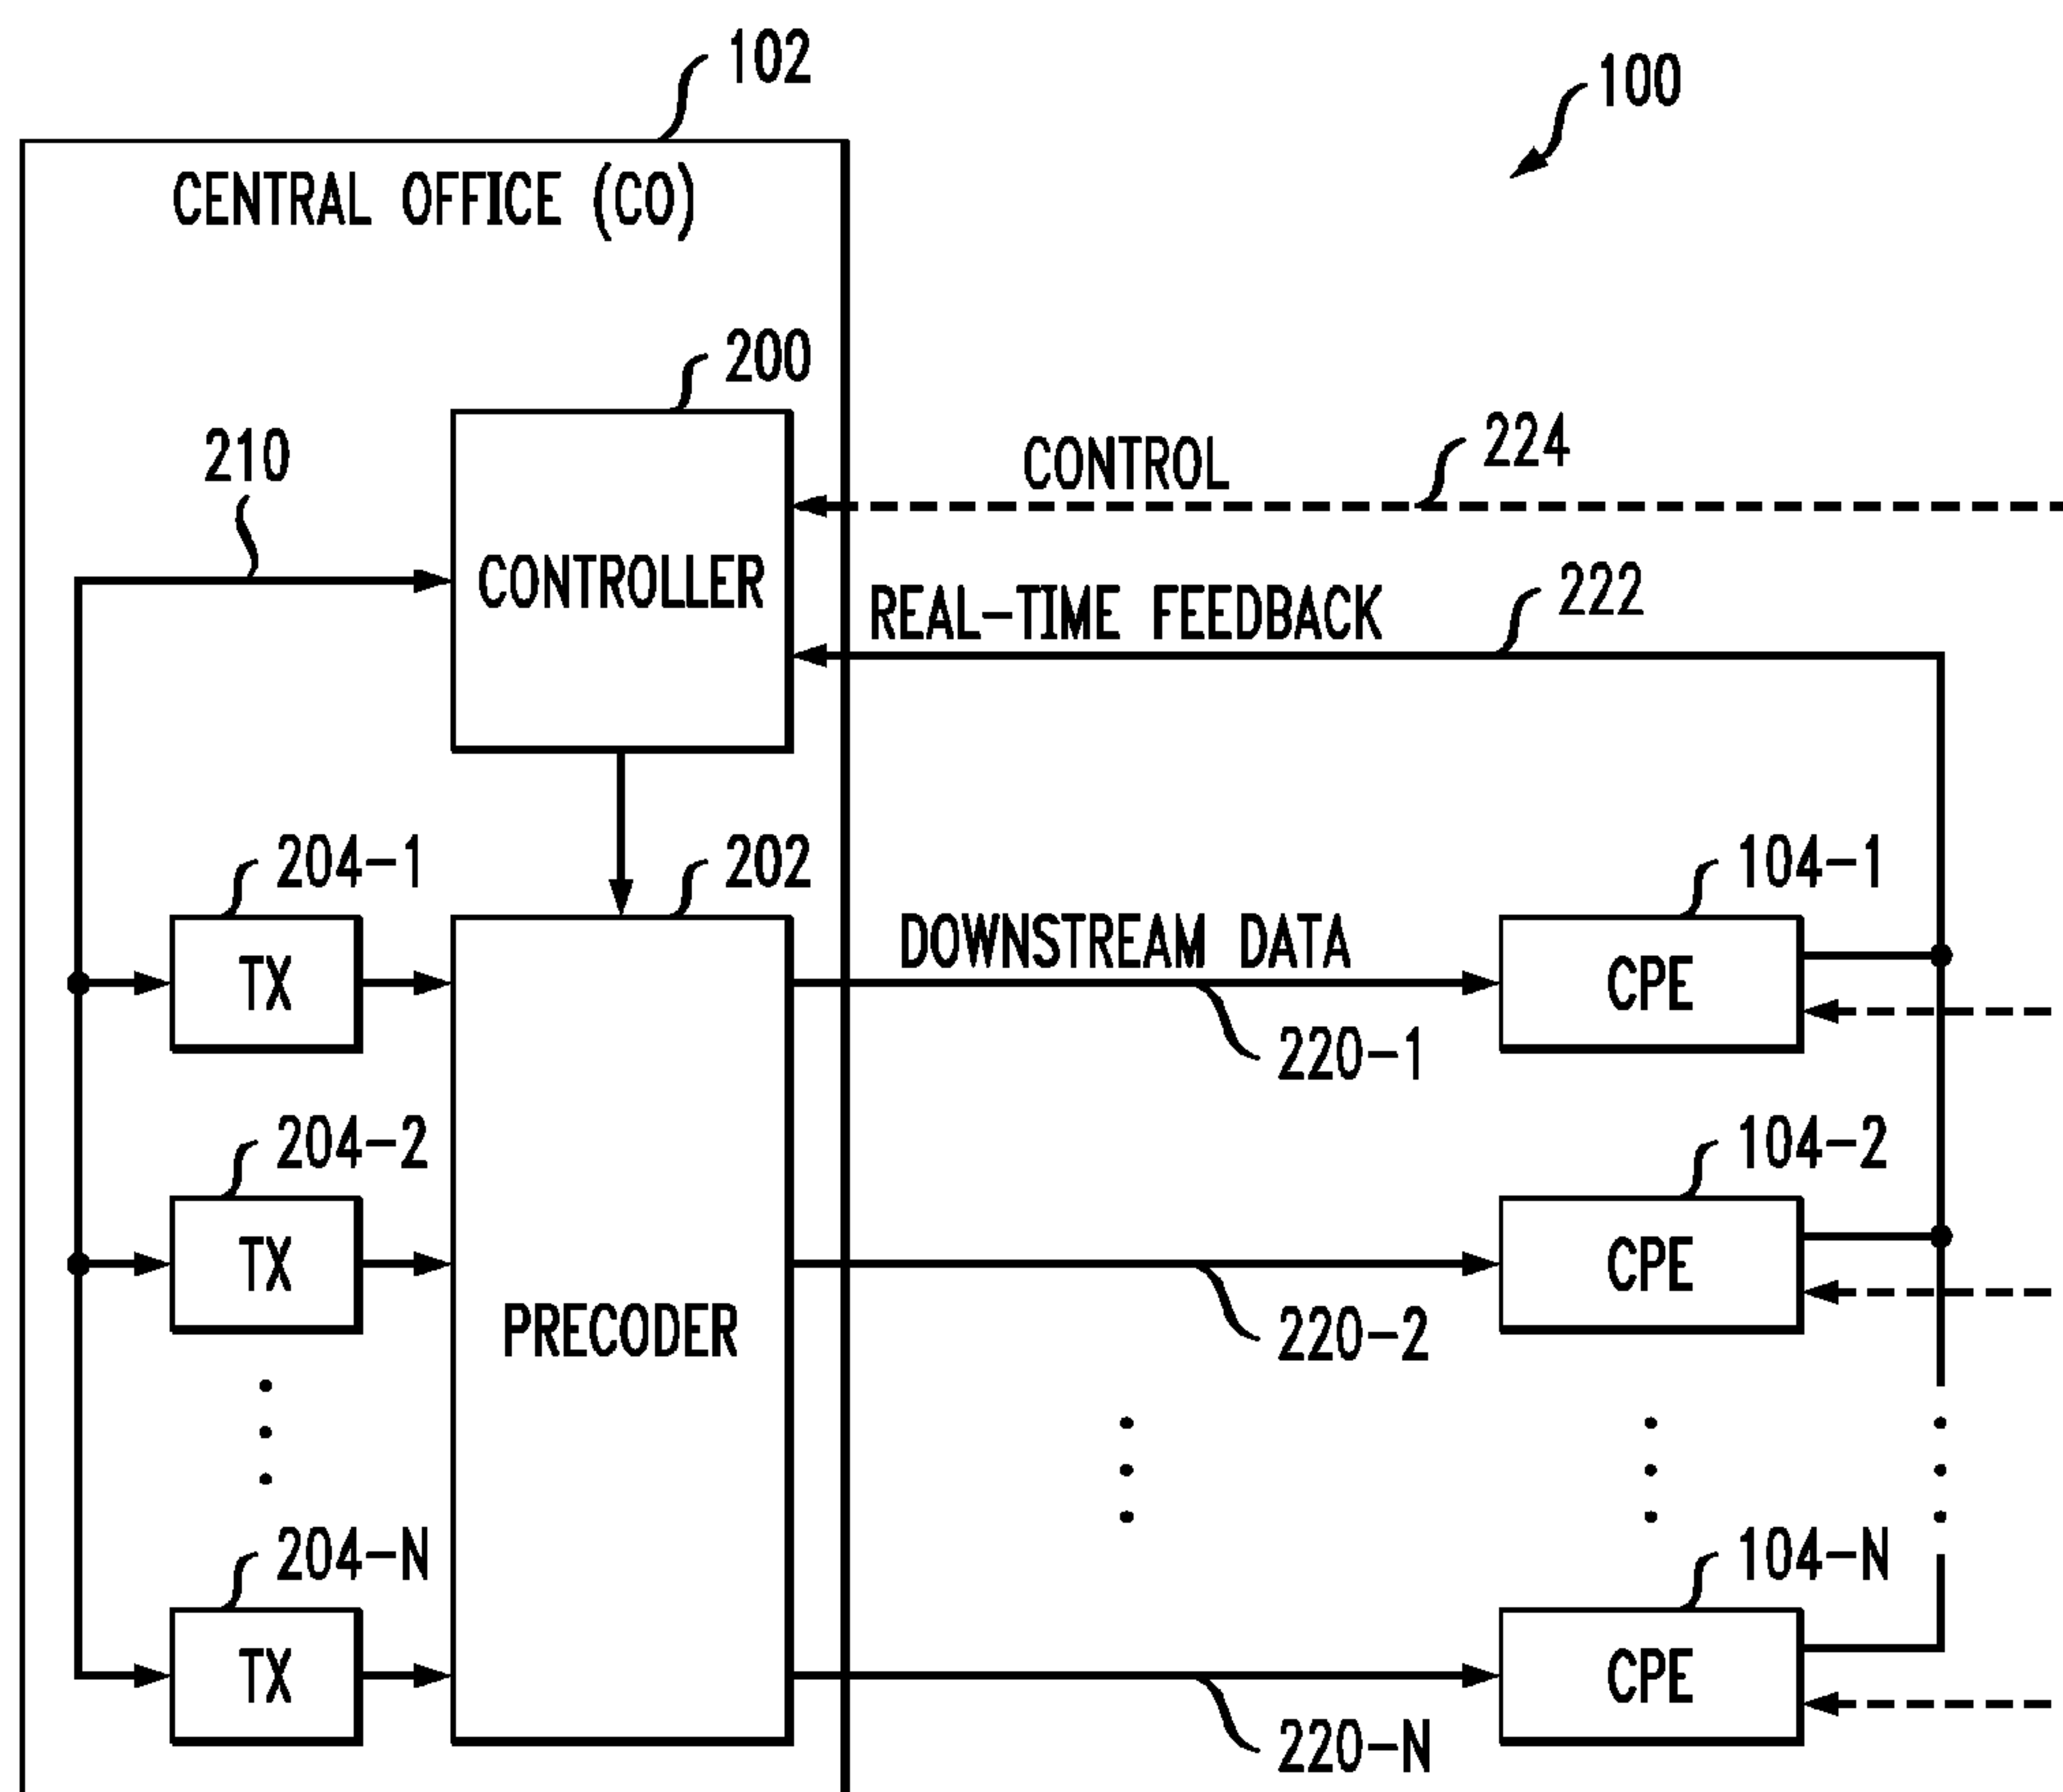 102
100
CENTRAL OFFICE (CO)
200
210
CONTROL
224
CONTROLLER
REAL-TIME FEEDBACK
222
204-1
202
104-1
TX
DOWNSTREAM DATA
CPE
220-1
204-2
104-2
TX
CPE
PRECODER
220-2
204-N
104-N
TX
CPE
220-N